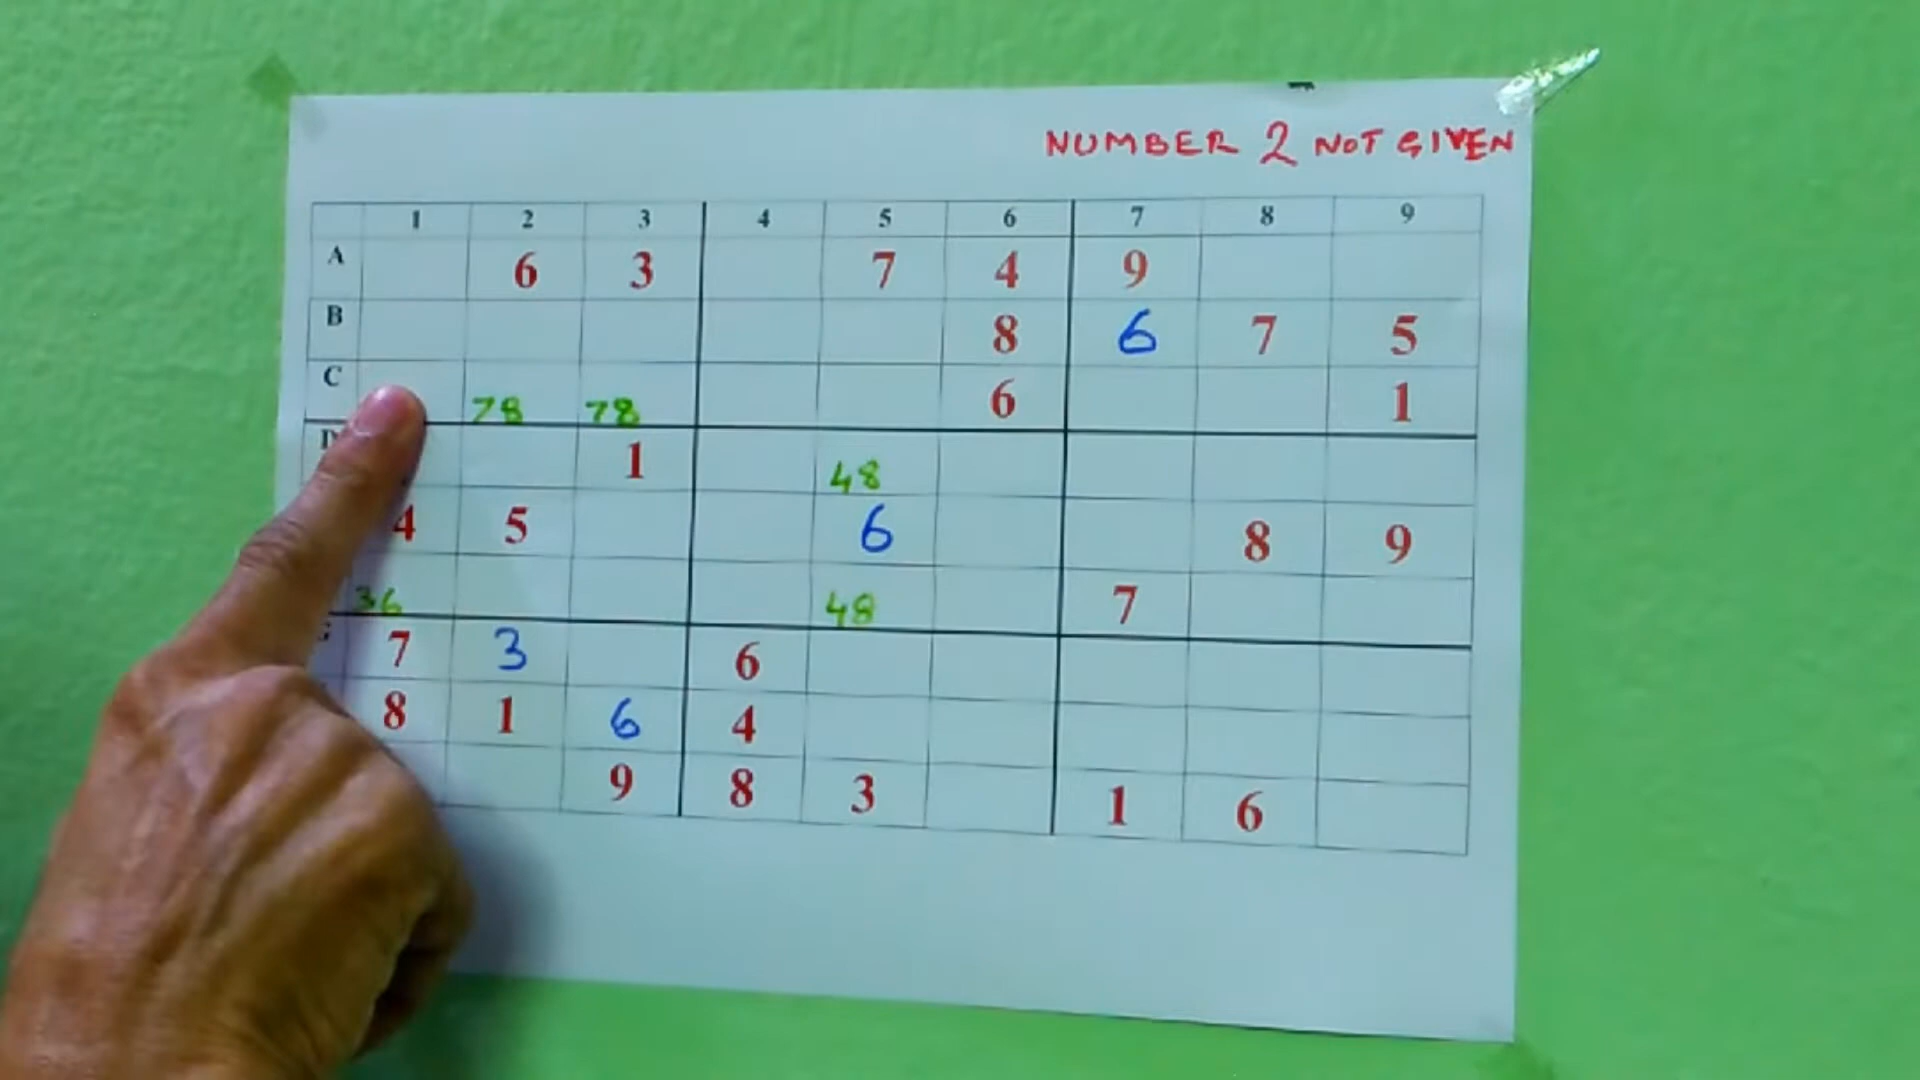 NUMBER 2 NOT GIVEN
1 2 3 4 5 6 7 8 9
A 6 3 7 4 9
B 8 6 7 5
C 78 78 6 1
D 1 48
4 5 6 8 9
36 48 7
7 3 6
8 1 6 4
9 8 3 1 6